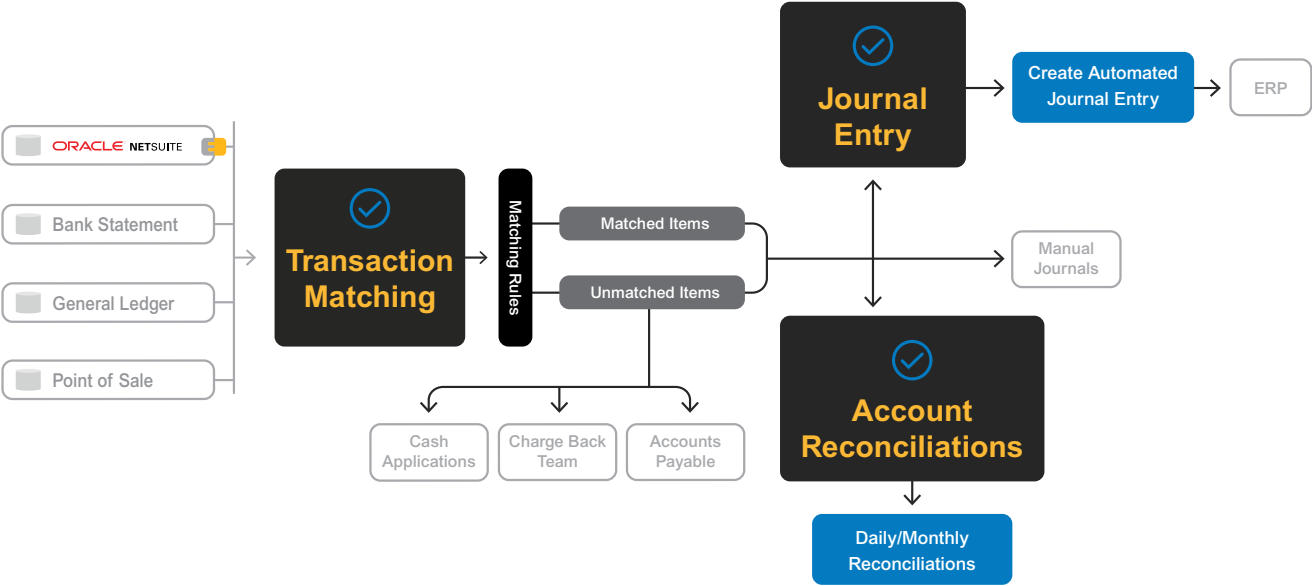 ORACLE NETSUITE
Bank Statement
General Ledger
Point of Sale
Transaction
Matching
Matching Rules
Matched Items
Unmatched Items
Cash
Applications
Charge Back
Team
Accounts
Payable
Journal
Entry
Create Automated
Journal Entry
ERP
Manual
Journals
Account
Reconciliations
Daily/Monthly
Reconciliations